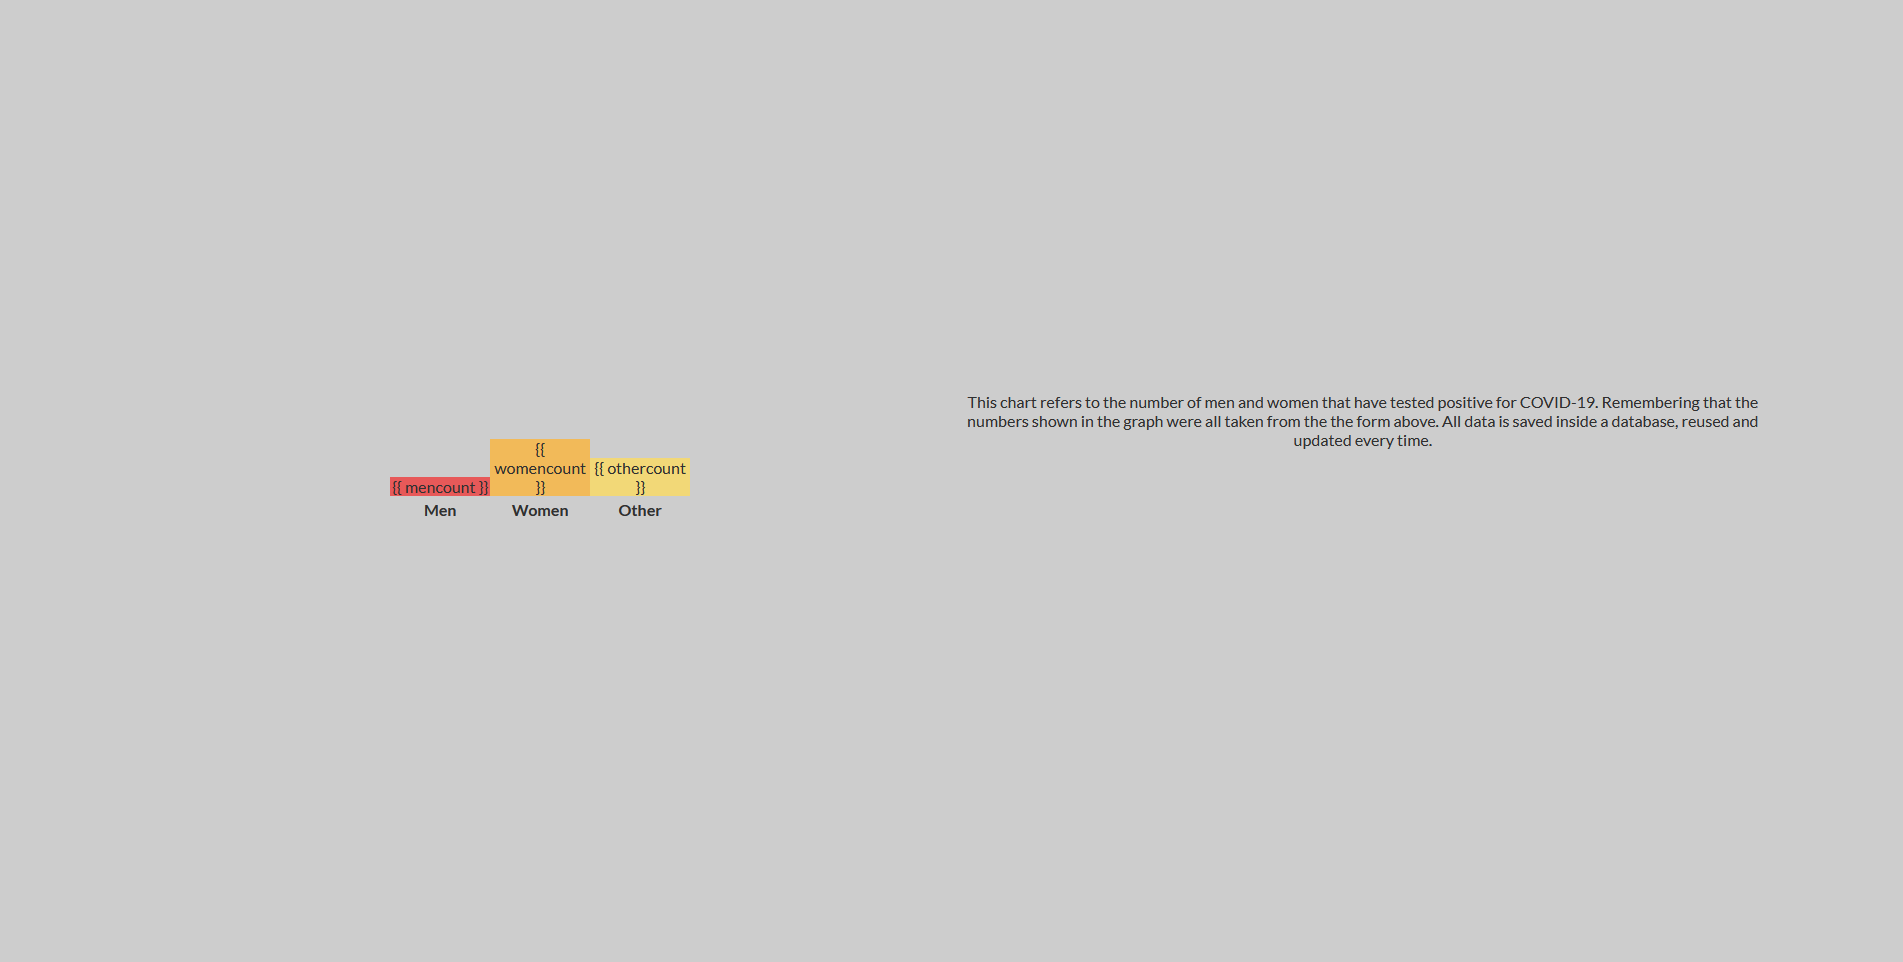 {{ mencount }}
{{
womencount
}}
{{ othercount
}}
Men
Women
Other
This chart refers to the number of men and women that have tested positive for COVID-19. Remembering that the
numbers shown in the graph were all taken from the the form above. All data is saved inside a database, reused and
updated every time.